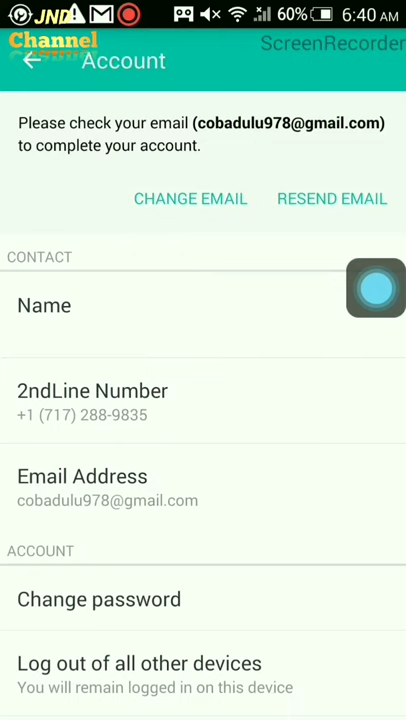 JND
60%
6:40 AM
Channel
ScreenRecorder
Account
Please check your email (cobadulu978@gmail.com)
to complete your account.
CHANGE EMAIL
RESEND EMAIL
CONTACT
Name
2ndLine Number
+1 (717) 288-9835
Email Address
cobadulu978@gmail.com
ACCOUNT
Change password
Log out of all other devices
You will remain logged in on this device